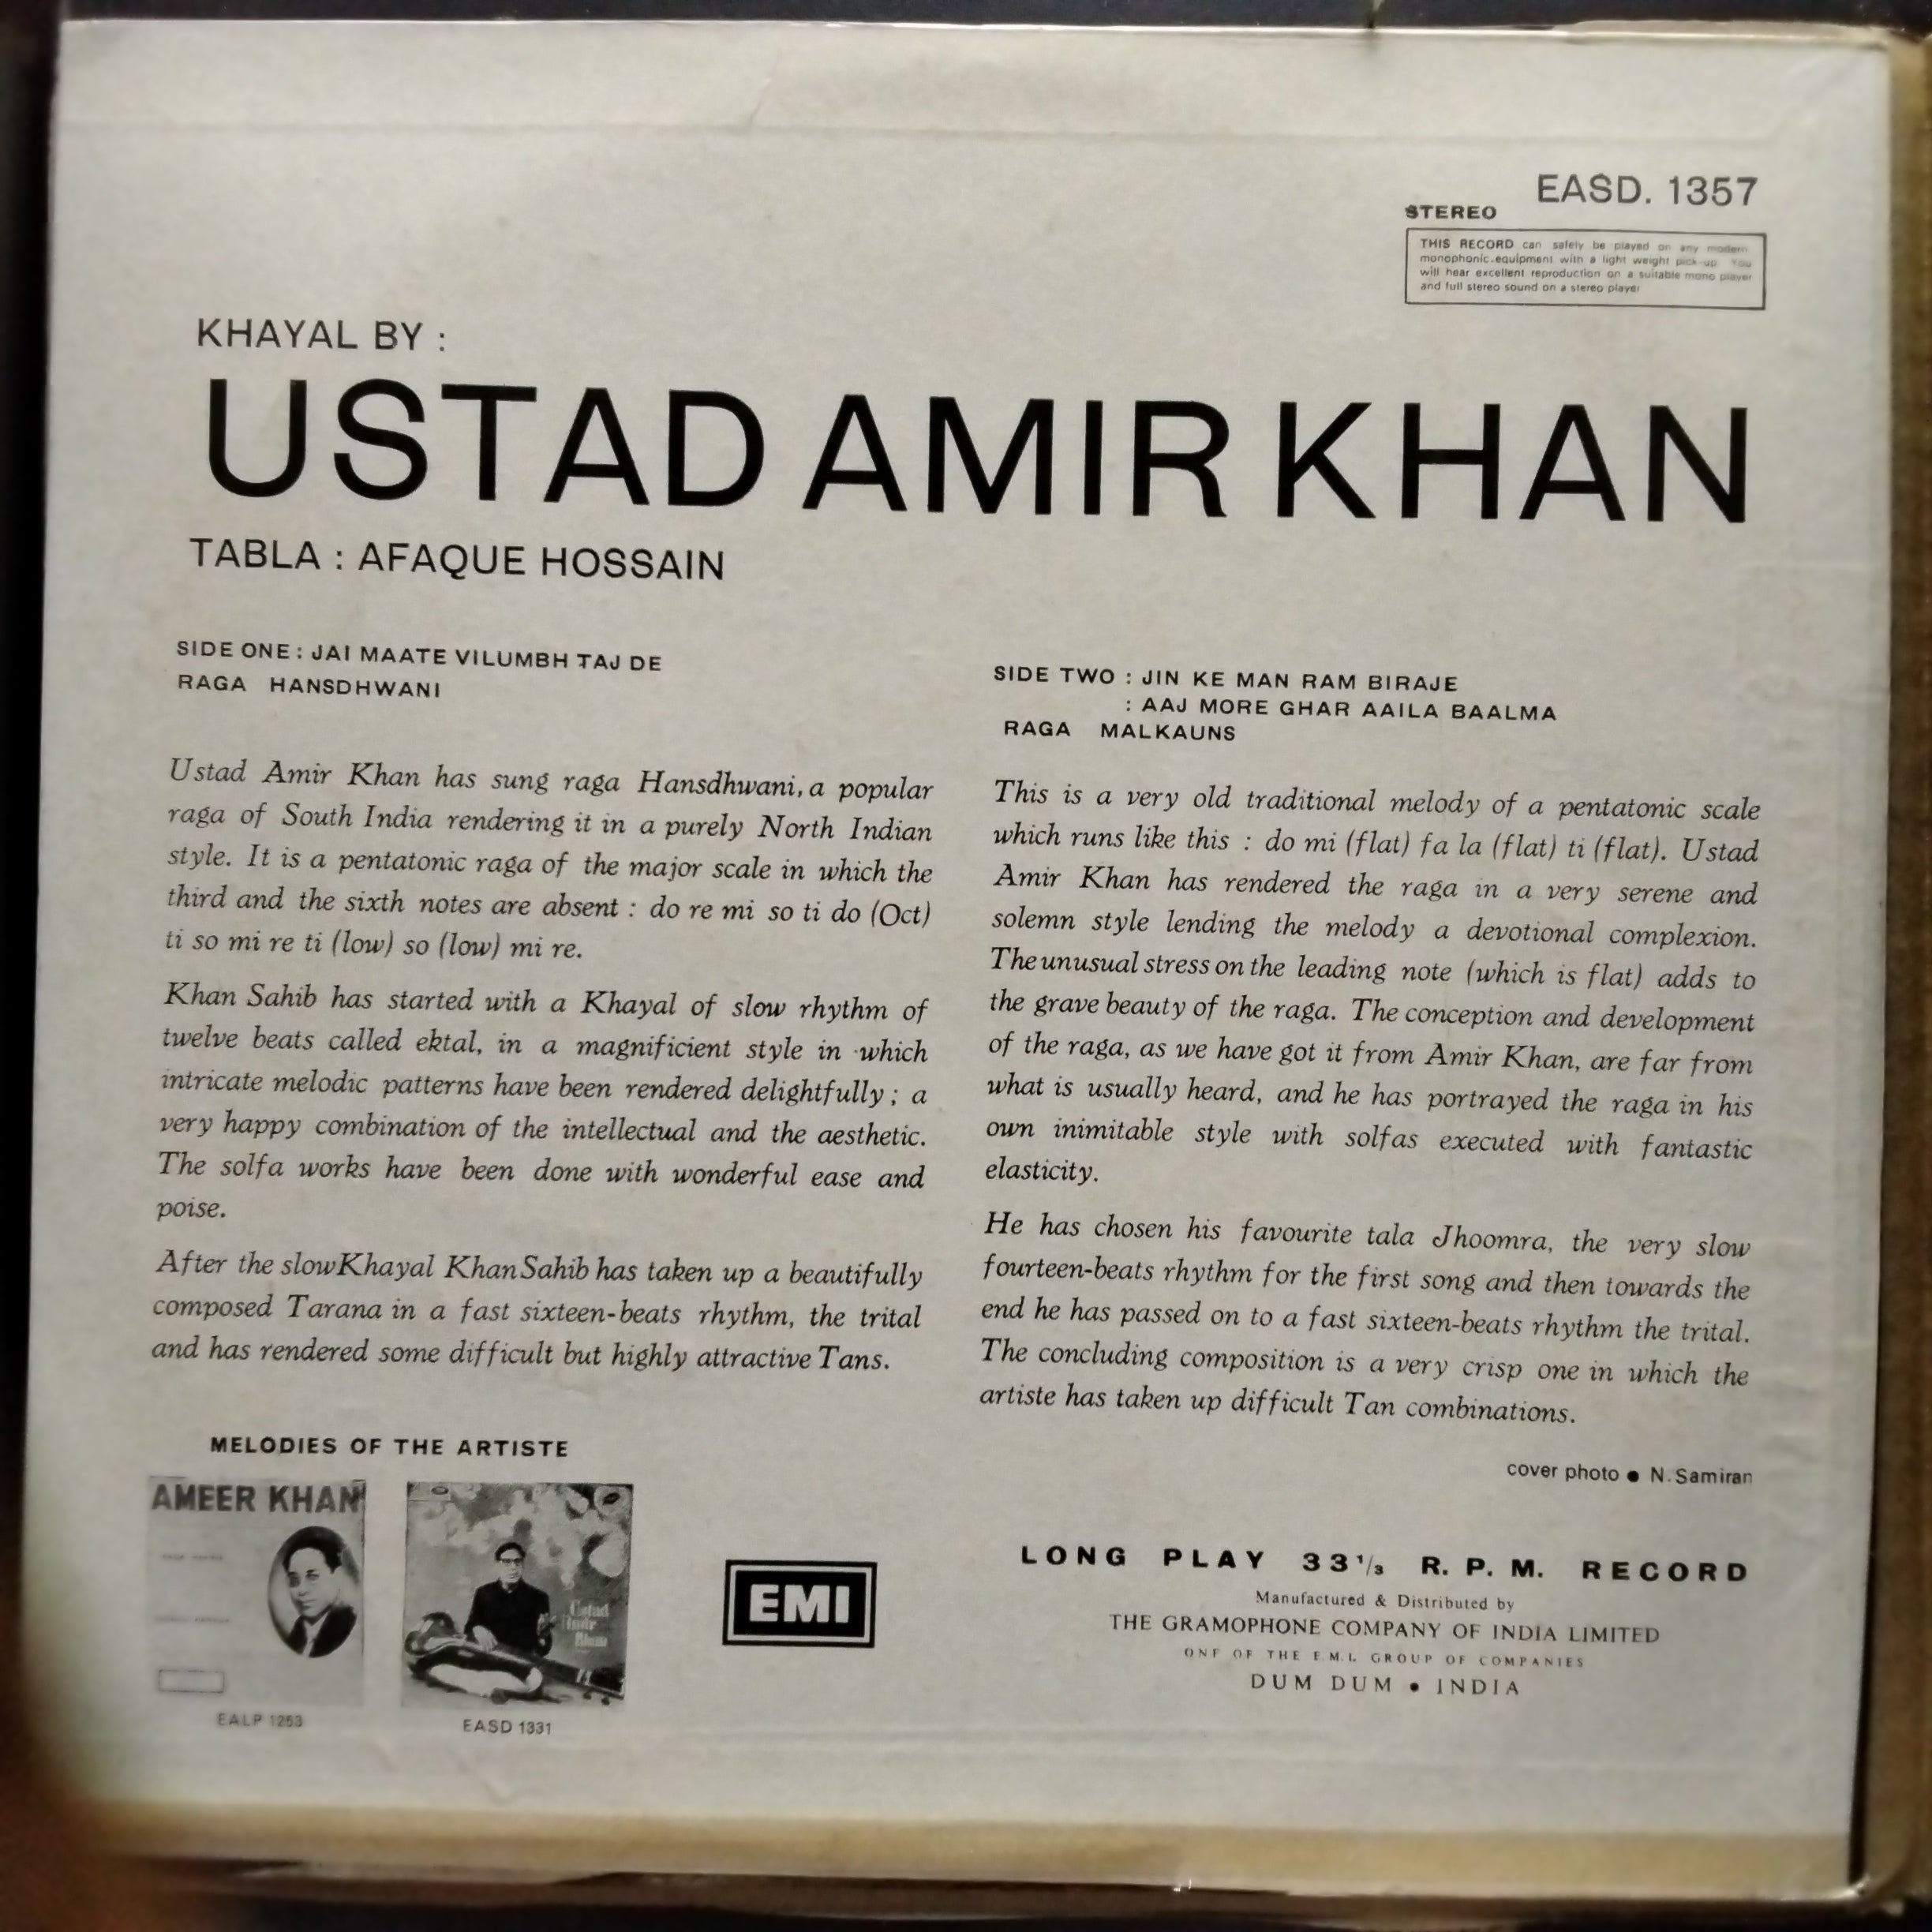 EASD. 1357
STEREO
THIS RECORD can safely be played on any modern
monophonic equipment with a light weight pick-up. You
will hear excellent reproduction on a suitable mono player
and full stereo sound on a stereo player
KHAYAL BY :
USTAD AMIR KHAN
TABLA : AFAQUE HOSSAIN
SIDE ONE : JAI MAATE VILUMBH TAJ DE
RAGA HANSDHWANI
Ustad Amir Khan has sung raga Hansdhwani, a popular
raga of South India rendering it in a purely North Indian
style. It is a pentatonic raga of the major scale in which the
third and the sixth notes are absent : do re mi so ti do (Oct)
ti so mi re ti (low) so (low) mi re.
Khan Sahib has started with a Khayal of slow rhythm of
twelve beats called ektal, in a magnificient style in which
intricate melodic patterns have been rendered delightfully ; a
very happy combination of the intellectual and the aesthetic.
The solfa works have been done with wonderful ease and
poise.
After the slow Khayal Khan Sahib has taken up a beautifully
composed Tarana in a fast sixteen-beats rhythm, the trital
and has rendered some difficult but highly attractive Tans.
SIDE TWO : JIN KE MAN RAM BIRAJE
: AAJ MORE GHAR AAILA BAALMA
RAGA MALKAUNS
This is a very old traditional melody of a pentatonic scale
which runs like this : do mi (flat) fa la (flat) ti (flat). Ustad
Amir Khan has rendered the raga in a very serene and
solemn style lending the melody a devotional complexion.
The unusual stress on the leading note (which is flat) adds to
the grave beauty of the raga. The conception and development
of the raga, as we have got it from Amir Khan, are far from
what is usually heard, and he has portrayed the raga in his
own inimitable style with solfas executed with fantastic
elasticity.
He has chosen his favourite tala Jhoomra, the very slow
fourteen-beats rhythm for the first song and then towards the
end he has passed on to a fast sixteen-beats rhythm the trital.
The concluding composition is a very crisp one in which the
artiste has taken up difficult Tan combinations.
cover photo ● N. Samiran
MELODIES OF THE ARTISTE
AMEER KHAN
EALP 1253
Ustad
Amir
Khan
EASD 1331
EMI
LONG PLAY 33 1/3 R. P. M. RECORD
Manufactured & Distributed by
THE GRAMOPHONE COMPANY OF INDIA LIMITED
ONE OF THE E.M.I. GROUP OF COMPANIES
DUM DUM ● INDIA